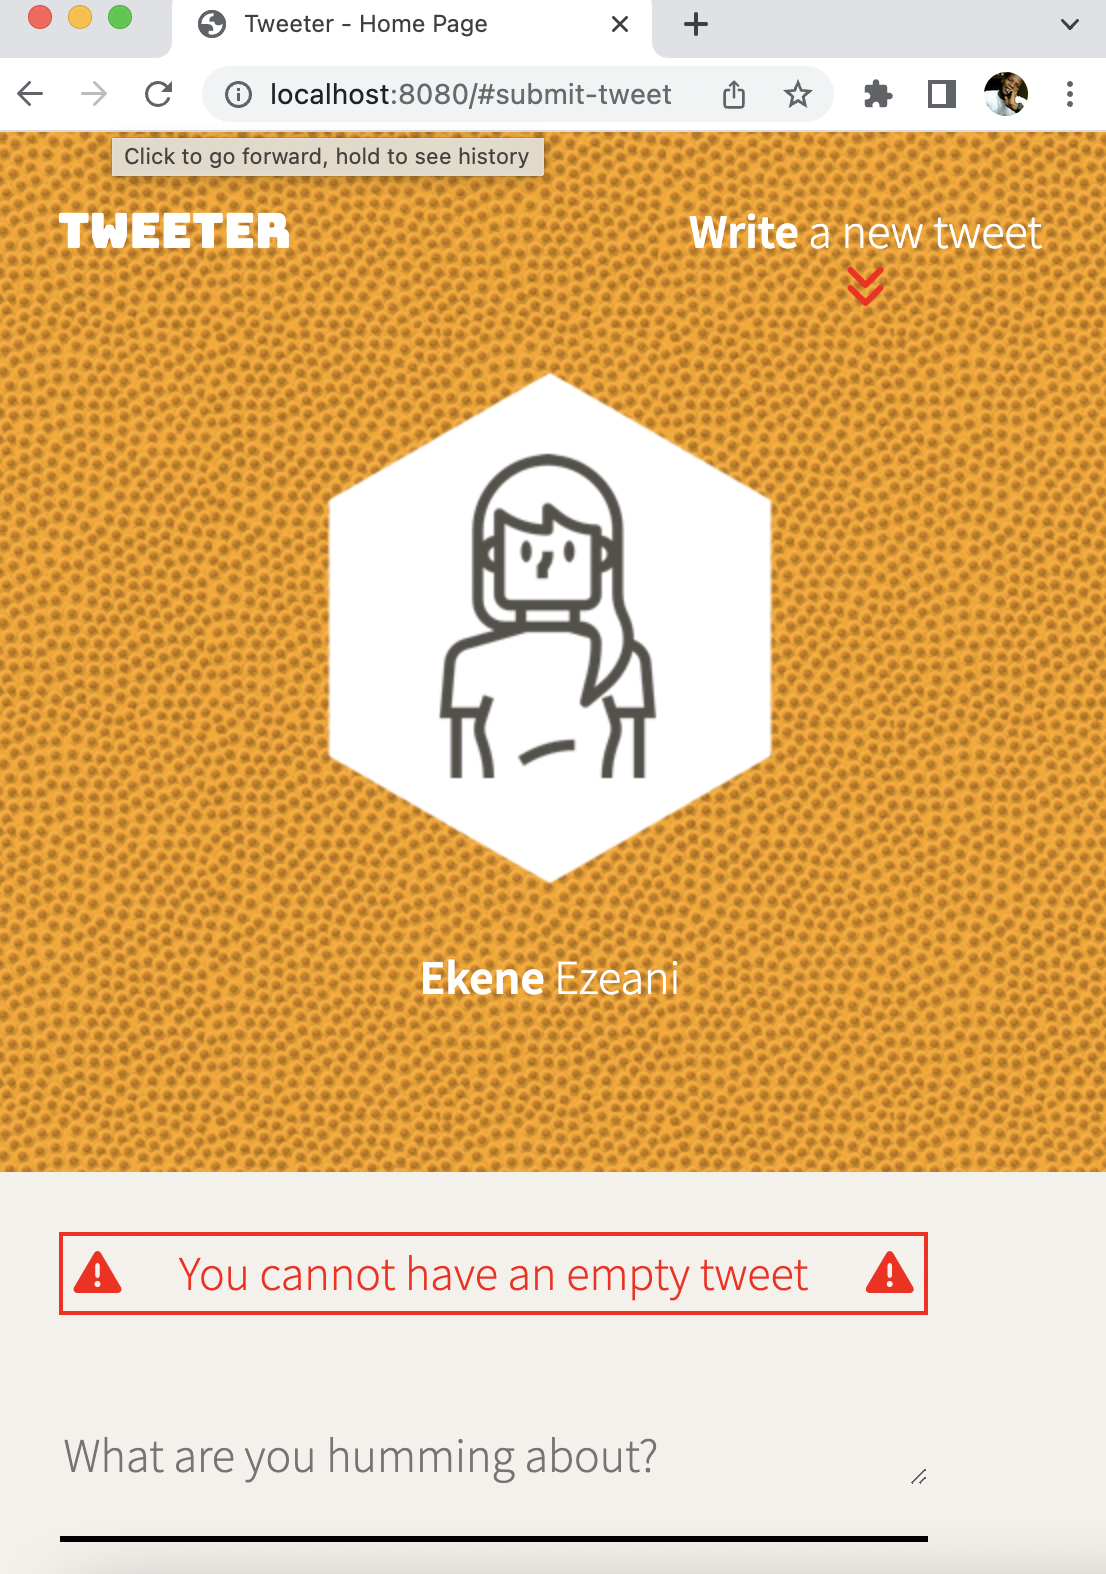 Tweeter - Home Page
localhost:8080/#submit-tweet
Click to go forward, hold to see history
TWEETER
Write a new tweet
Ekene Ezeani
You cannot have an empty tweet
What are you humming about?